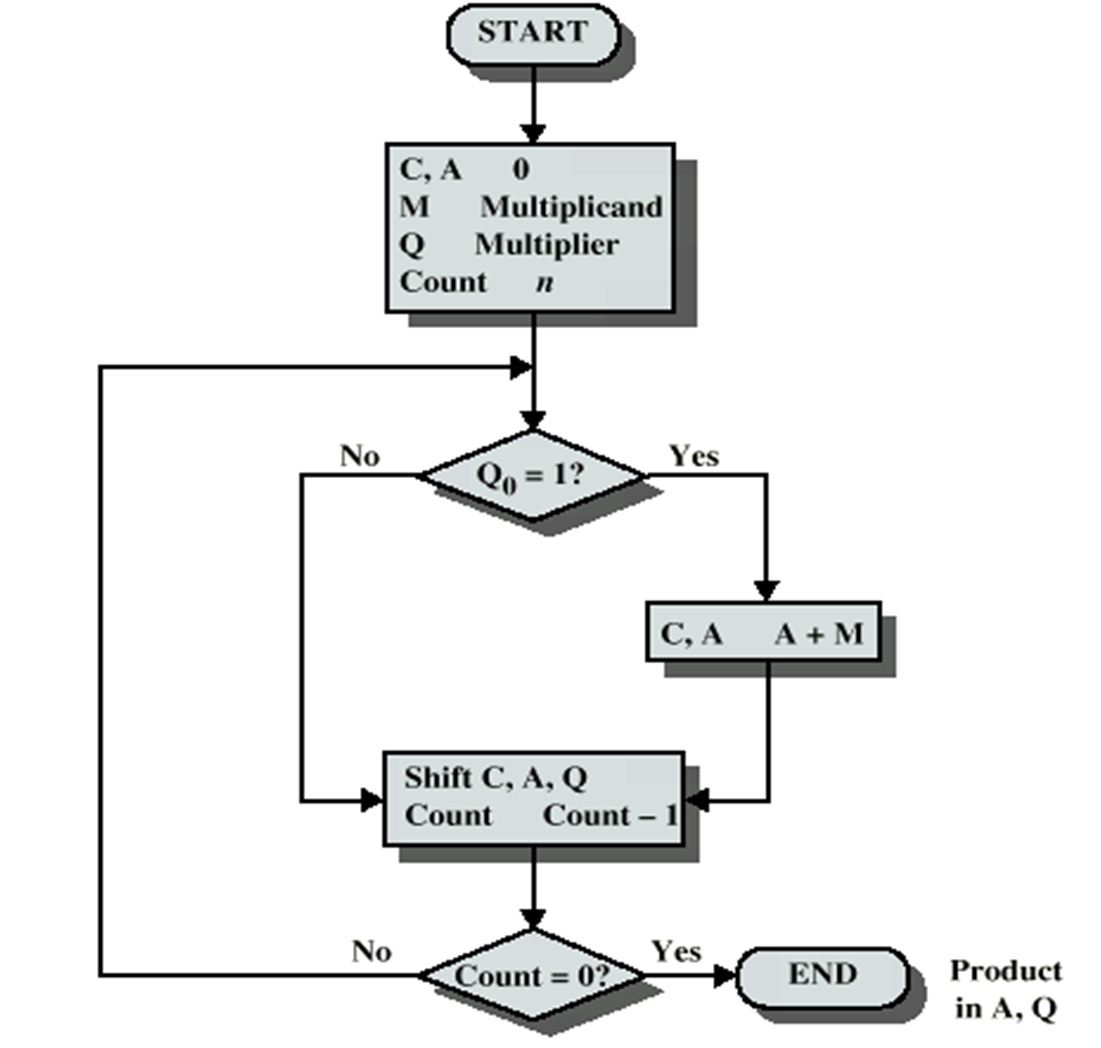 START
C, A 0
M Multiplicand
Q Multiplier
Count n
No
Q0 = 1?
Yes
C, A A + M
Shift C, A, Q
Count Count – 1
No
Count = 0?
Yes
END
Product
in A, Q